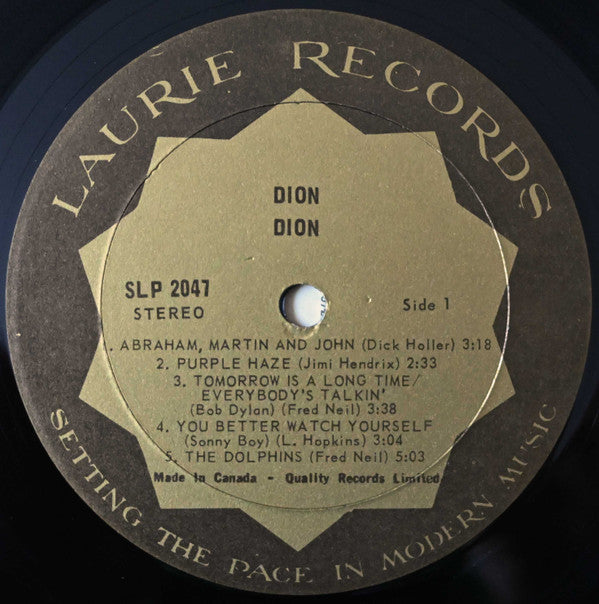 LAURIE RECORDS
DION
DION
SLP 2047
STEREO
Side 1
. ABRAHAM, MARTIN AND JOHN (Dick Holler) 3:18
2. PURPLE HAZE (Jimi Hendrix) 2:33
3. TOMORROW IS A LONG TIME/
EVERYBODY'S TALKIN'
(Bob Dylan) (Fred Neil) 3:38
4. YOU BETTER WATCH YOURSELF
(Sonny Boy) (L. Hopkins) 3:04
5. THE DOLPHINS (Fred Neil) 5:03
Made In Canada - Quality Records Limited
SETTING THE PACE IN MODERN MUSIC